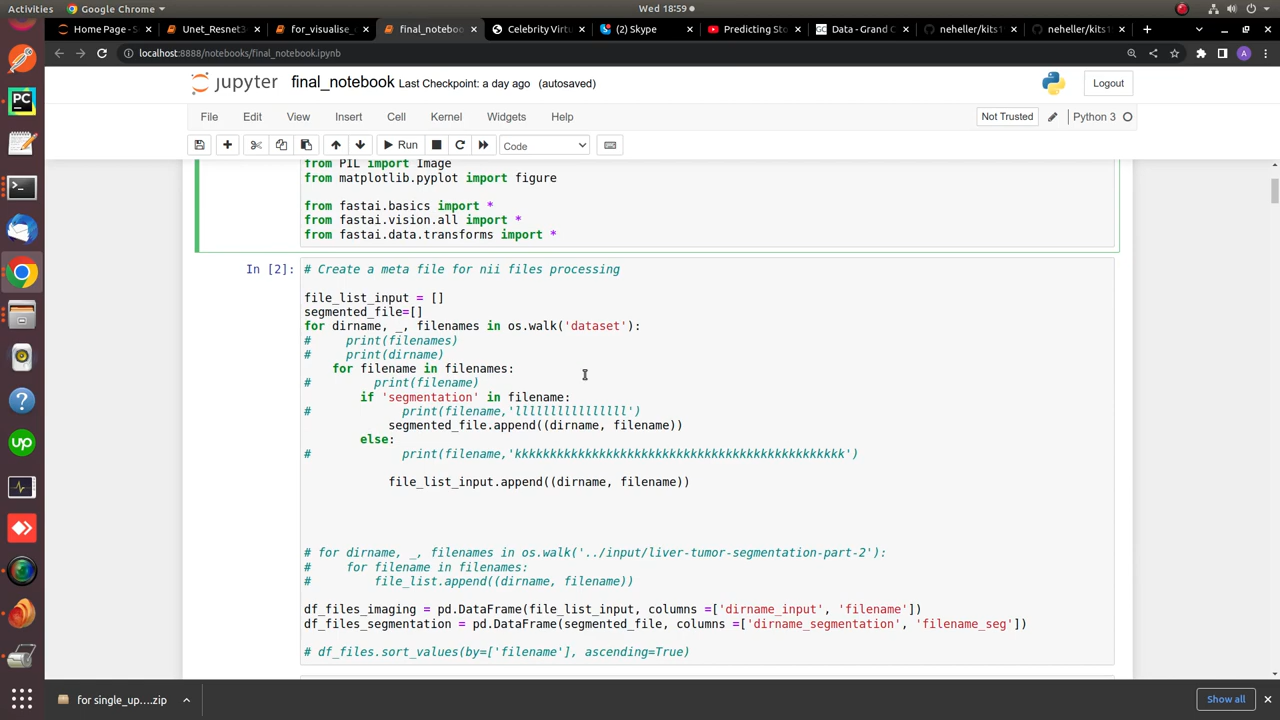 Activities Google Chrome Wed 18:59
Home Page - S Unet_Resnet3 for_visualise_ final_notebook Celebrity Virtu (2) Skype Predicting Sto Data - Grand C neheller/kits1 neheller/kits1
localhost:8888/notebooks/final_notebook.ipynb A
jupyter final_notebook Last Checkpoint: a day ago (autosaved) Logout
File Edit View Insert Cell Kernel Widgets Help Not Trusted Python 3
Run Code
from PIL import Image
from matplotlib.pyplot import figure
from fastai.basics import *
from fastai.vision.all import *
from fastai.data.transforms import *
In [2]: # Create a meta file for nii files processing
file_list_input = []
segmented_file=[]
for dirname, _, filenames in os.walk('dataset'):
# print(filenames)
# print(dirname)
for filename in filenames:
# print(filename)
if 'segmentation' in filename:
# print(filename,'llllllllllllllll')
segmented_file.append((dirname, filename))
else:
# print(filename,'kkkkkkkkkkkkkkkkkkkkkkkkkkkkkkkkkkkkkkkkkkkkkkk')
file_list_input.append((dirname, filename))
# for dirname, _, filenames in os.walk('../input/liver-tumor-segmentation-part-2'):
# for filename in filenames:
# file_list.append((dirname, filename))
df_files_imaging = pd.DataFrame(file_list_input, columns =['dirname_input', 'filename'])
df_files_segmentation = pd.DataFrame(segmented_file, columns =['dirname_segmentation', 'filename_seg'])
# df_files.sort_values(by=['filename'], ascending=True)
for single_up....zip Show all